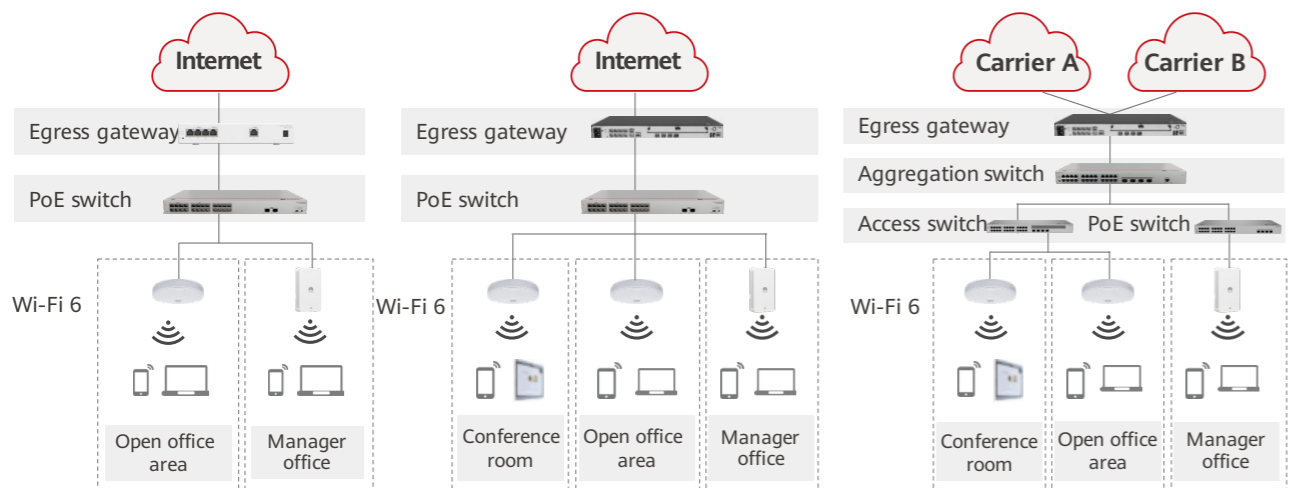 Internet
Egress gateway
PoE switch
Wi-Fi 6
Open office
area
Manager
office
Internet
Egress gateway
PoE switch
Wi-Fi 6
Conference
room
Open office
area
Manager
office
Carrier A
Carrier B
Egress gateway
Aggregation switch
Access switch
PoE switch
Wi-Fi 6
Conference
room
Open office
area
Manager
office